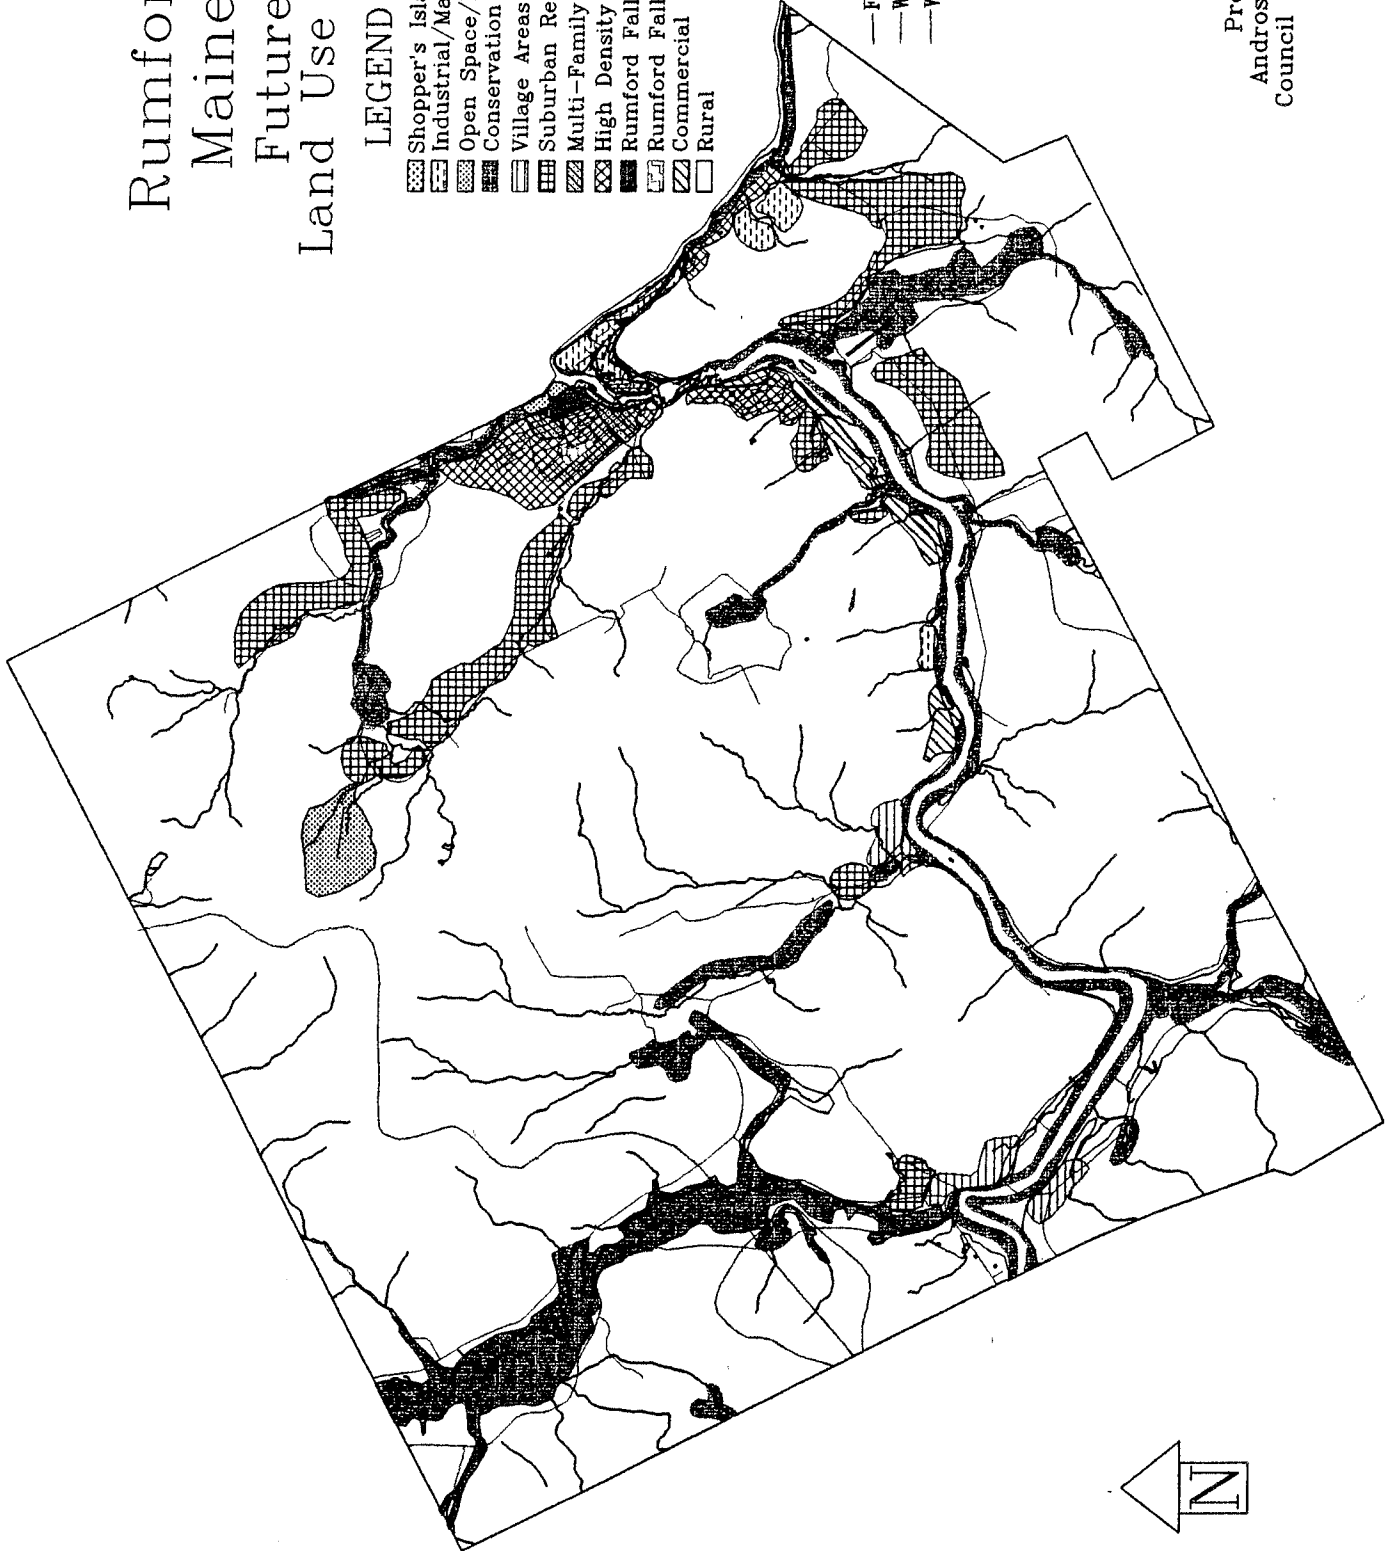 Rumfo
Maine
Future
Land Use
LEGEND
Shopper's Isl
Industrial/Ma
Open Space/
Conservation
Village Areas
Suburban Re
Multi-Family
High Density
Rumford Fall
Rumford Fall
Commercial
Rural
F
W
W
Pr
Andros
Council
N